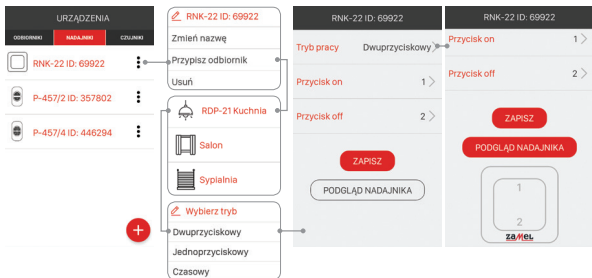 URZĄDZENIA
ODBIORNIKI NADAJNIKI CZUJNIKI
RNK-22 ID: 69922
P-457/2 ID: 357802
P-457/4 ID: 446294
+
RNK-22 ID: 69922
Zmień nazwę
Przypisz odbiornik
Usuń
RDP-21 Kuchnia
Salon
Sypialnia
Wybierz tryb
Dwuprzyciskowy
Jednoprzyciskowy
Czasowy
RNK-22 ID: 69922
Tryb pracy Dwuprzyciskowy >
Przycisk on 1 >
Przycisk off 2 >
ZAPISZ
PODGLĄD NADAJNIKA
RNK-22 ID: 69922
Przycisk on 1 >
Przycisk off 2 >
ZAPISZ
PODGLĄD NADAJNIKA
1
2
zamel